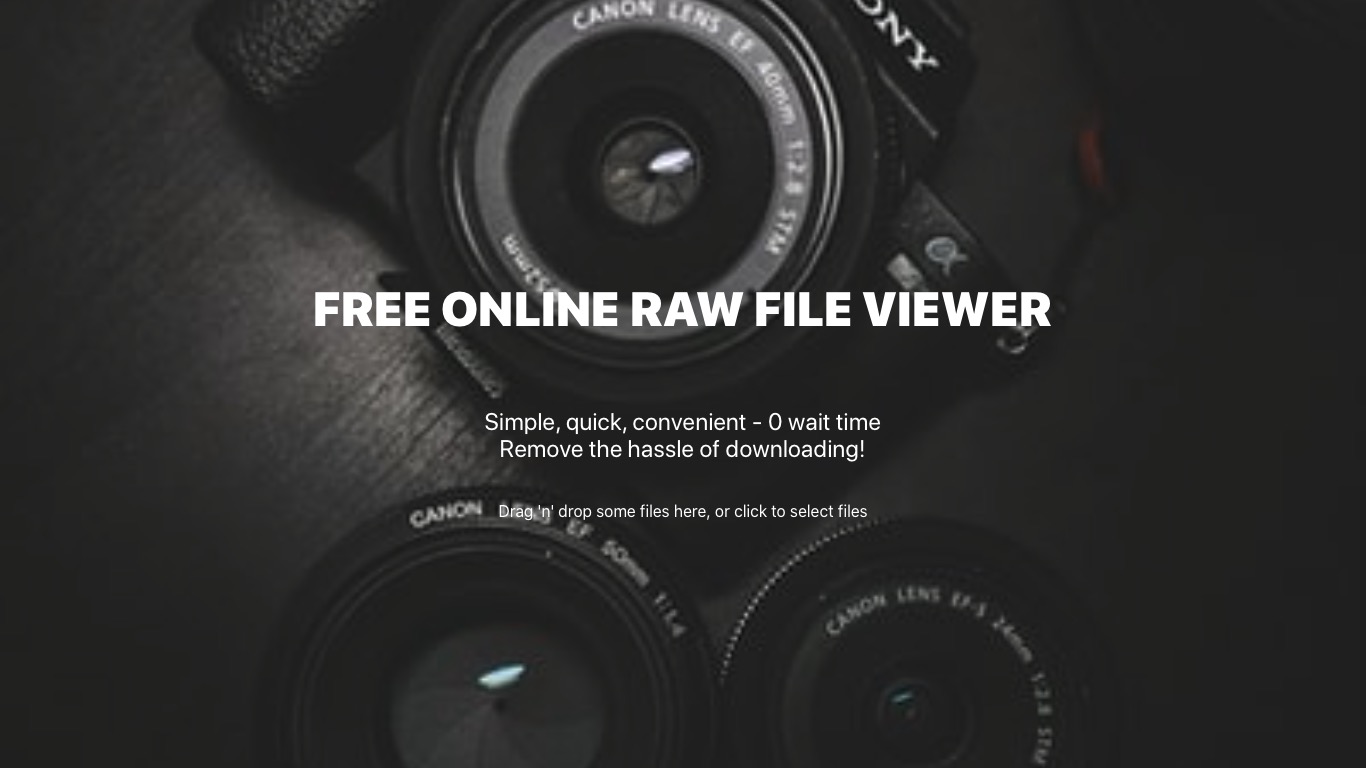 CANON LENS EF 40mm 1:2.8 STM
SONY
52mm
α
FREE ONLINE RAW FILE VIEWER
Simple, quick, convenient - 0 wait time
Remove the hassle of downloading!
Drag 'n' drop some files here, or click to select files
CANON LENS EF 50mm 1:1.4
CANON LENS EF-S 24mm 1:2.8 STM